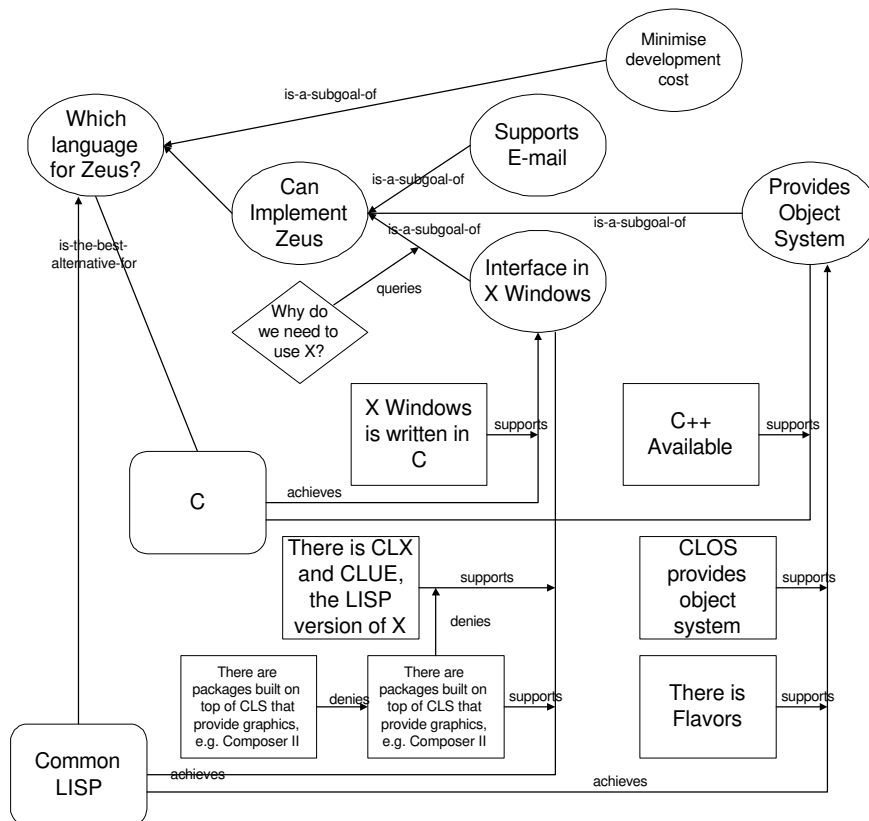 Minimise
development
cost
is-a-subgoal-of
Which
language
for Zeus?
Supports
E-mail
is-a-subgoal-of
Can
Implement
Zeus
Provides
Object
System
is-a-subgoal-of
is-a-subgoal-of
is-the-best-
alternative-for
Interface in
X Windows
queries
Why do
we need to
use X?
X Windows
is written in
C
supports
C++
Available
supports
C
achieves
There is CLX
and CLUE,
the LISP
version of X
supports
denies
CLOS
provides
object
system
supports
There are
packages built on
top of CLS that
provide graphics,
e.g. Composer II
denies
There are
packages built on
top of CLS that
provide graphics,
e.g. Composer II
supports
There is
Flavors
supports
Common
LISP
achieves
achieves